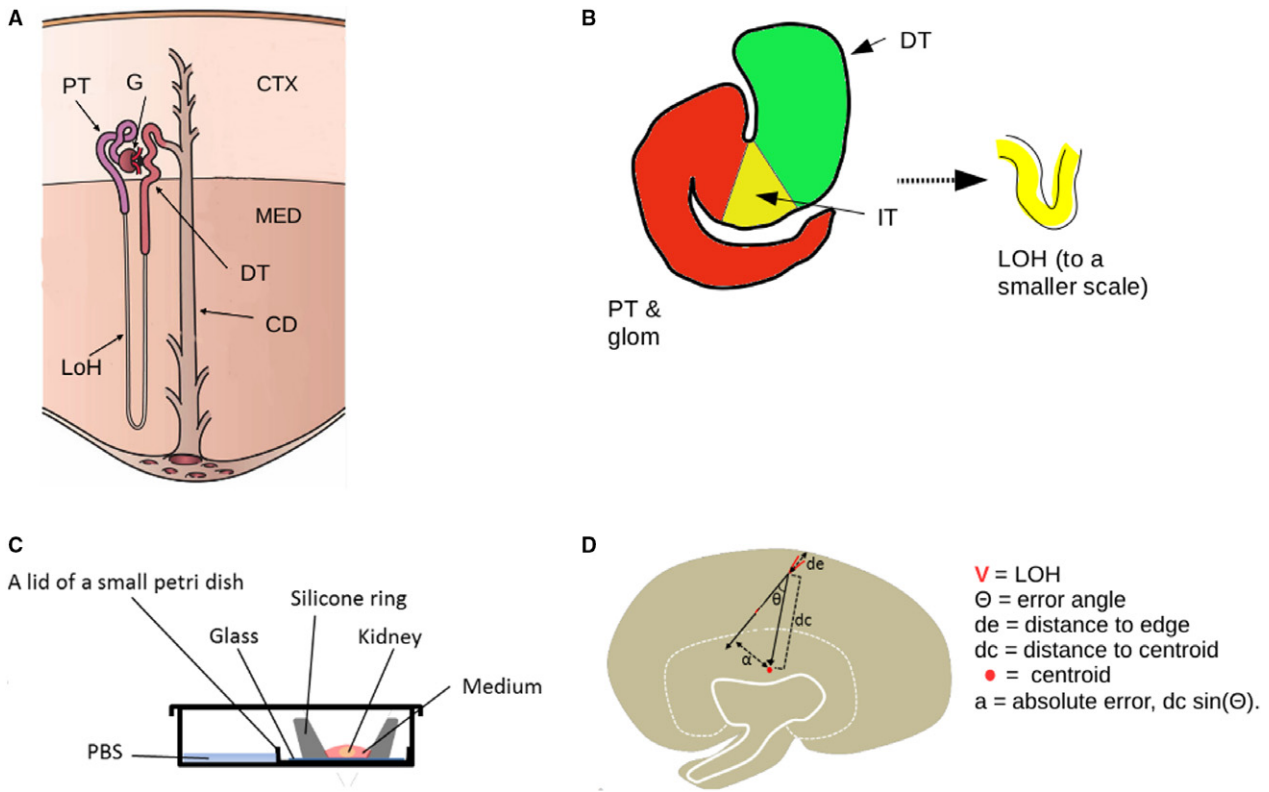 A
PT
G
CTX
MED
DT
CD
LoH
B
DT
IT
PT &
glom
LOH (to a
smaller scale)
C
A lid of a small petri dish
Silicone ring
Glass
Kidney
Medium
PBS
D
de
θ
dc
α
V = LOH
Θ = error angle
de = distance to edge
dc = distance to centroid
= centroid
a = absolute error, dc sin(Θ).